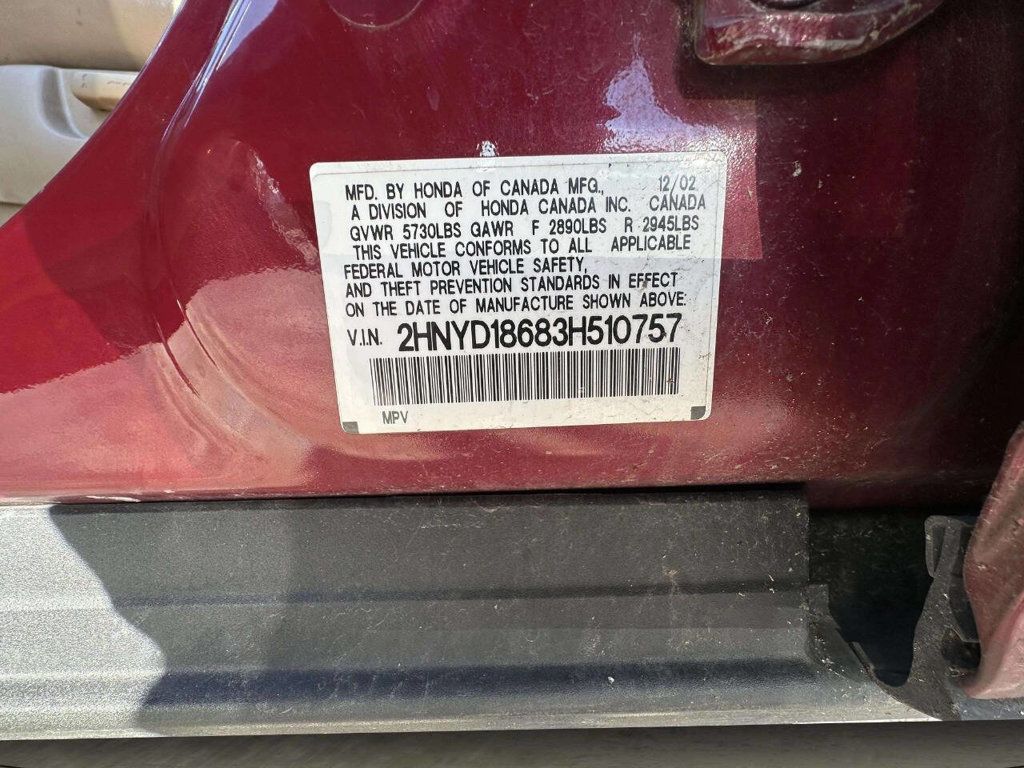 MFD. BY HONDA OF CANADA MFG., 12/02
A DIVISION OF HONDA CANADA INC. CANADA
GVWR 5730LBS GAWR F 2890LBS R 2945LBS
THIS VEHICLE CONFORMS TO ALL APPLICABLE
FEDERAL MOTOR VEHICLE SAFETY,
AND THEFT PREVENTION STANDARDS IN EFFECT
ON THE DATE OF MANUFACTURE SHOWN ABOVE.
V.I.N. 2HNYD18683H510757
MPV